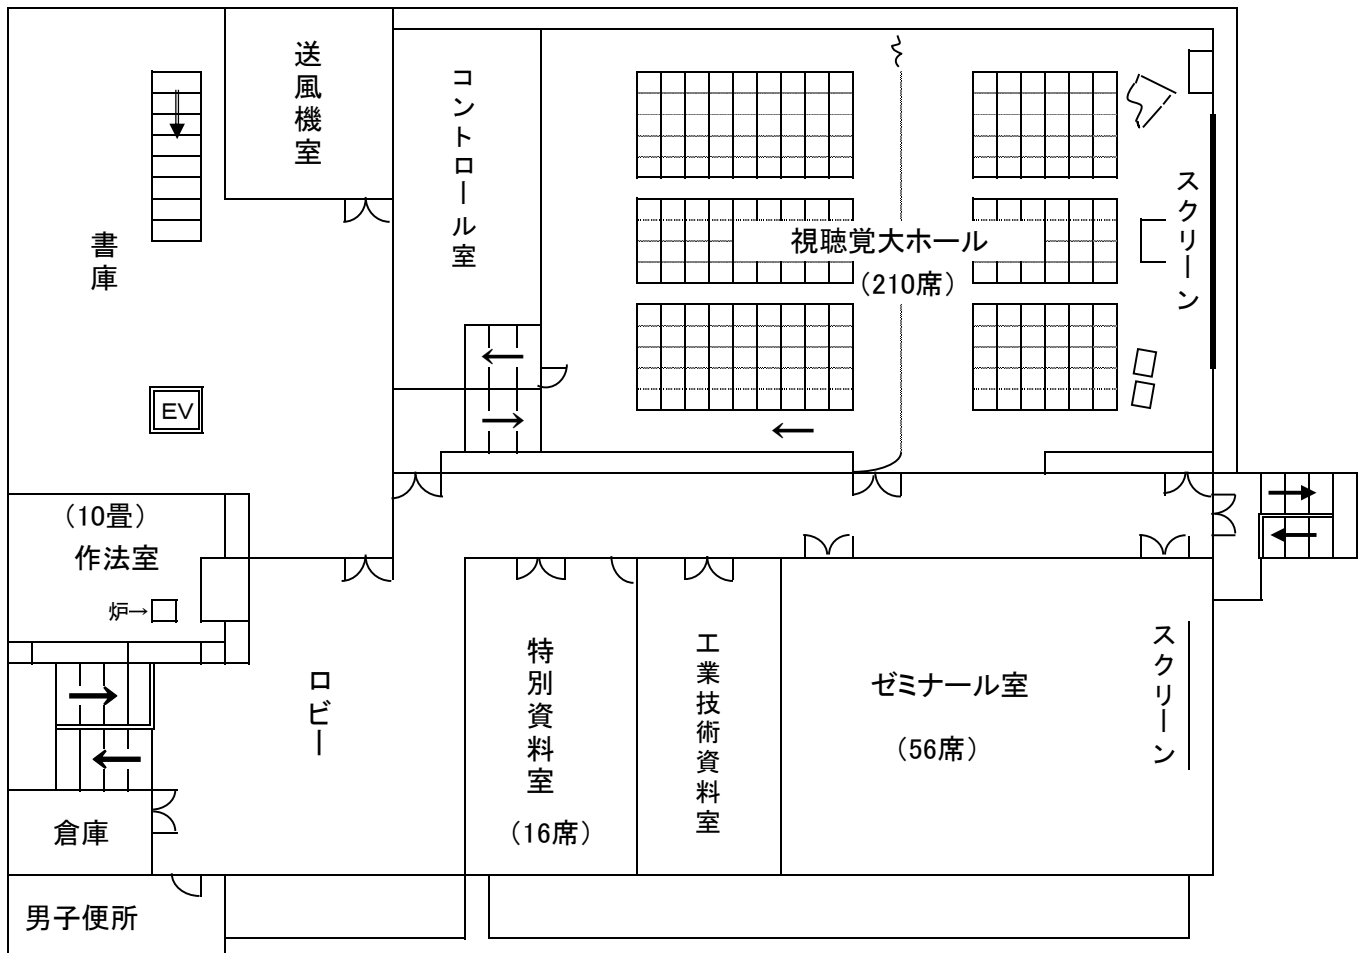 送風機室
コントロール室
書庫
視聴覚大ホール
（210席）
スクリーン
EV
（10畳）
作法室
炉→
ロビー
特別資料室
（16席）
工業技術資料室
ゼミナール室
（56席）
スクリーン
倉庫
男子便所